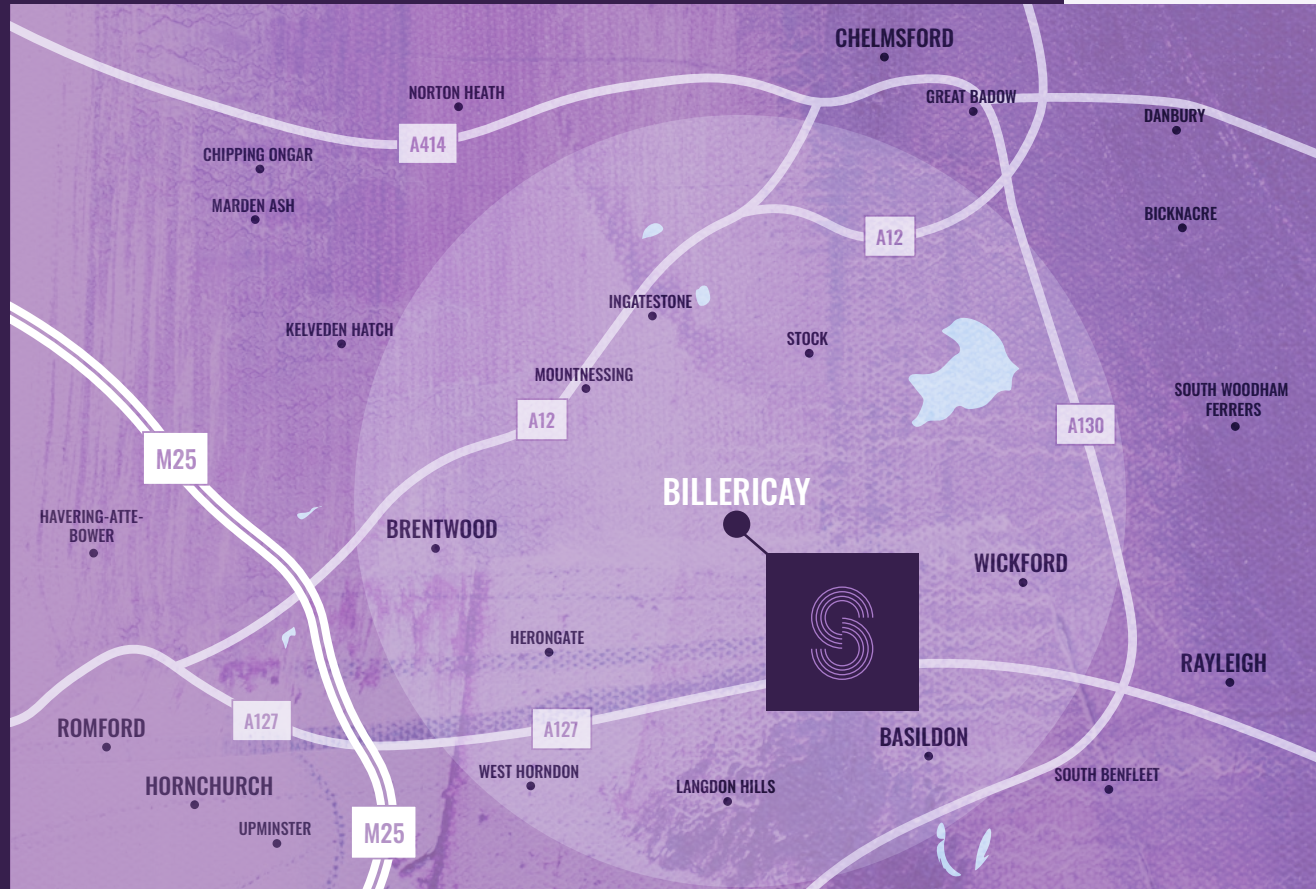 CHELMSFORD
NORTON HEATH
GREAT BADOW
DANBURY
A414
CHIPPING ONGAR
MARDEN ASH
BICKNACRE
A12
INGATESTONE
KELVEDEN HATCH
STOCK
MOUNTNESSING
SOUTH WOODHAM
FERRERS
A12
A130
M25
BILLERICAY
HAVERING-ATTE-
BOWER
BRENTWOOD
WICKFORD
S
HERONGATE
RAYLEIGH
A127
ROMFORD
A127
BASILDON
WEST HORNDON
SOUTH BENFLEET
HORNCHURCH
LANGDON HILLS
UPMINSTER
M25